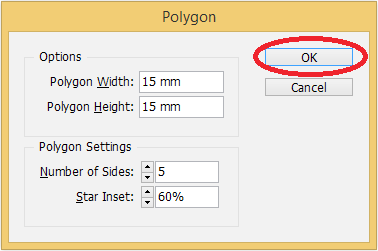 Polygon
Options
Polygon Width: 15 mm
Polygon Height: 15 mm
OK
Cancel
Polygon Settings
Number of Sides: 5
Star Inset: 60%